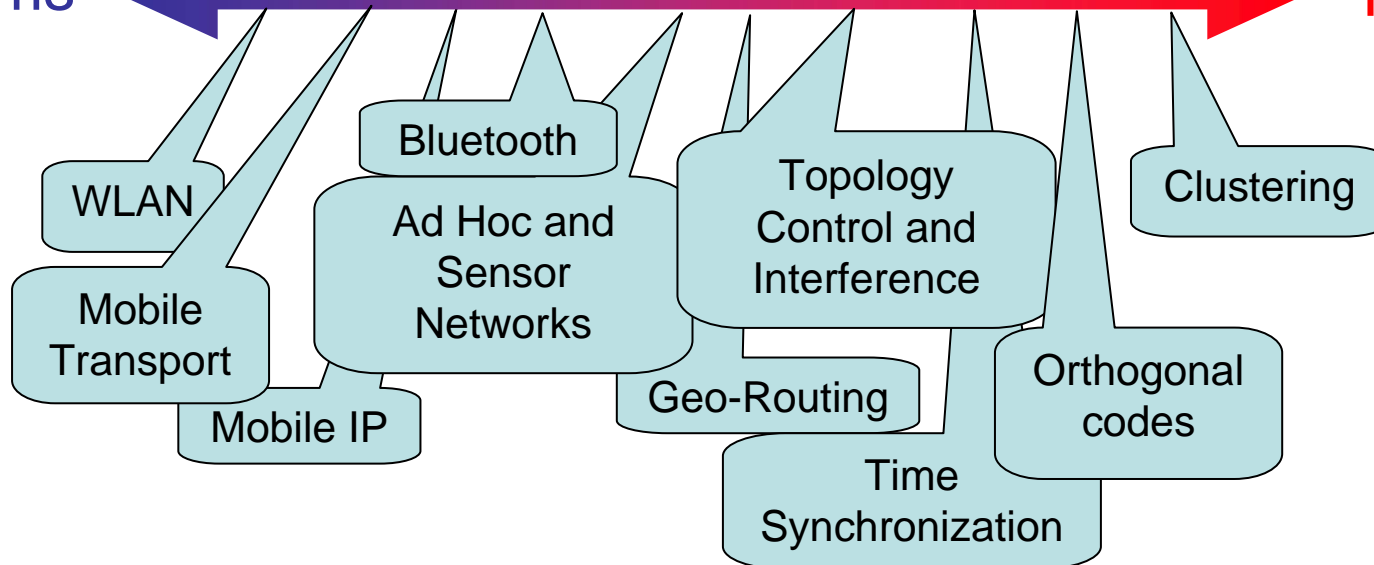 Bluetooth
WLAN
Topology
Control and
Interference
Clustering
Ad Hoc and
Sensor
Networks
Mobile
Transport
Geo-Routing
Orthogonal
codes
Mobile IP
Time
Synchronization